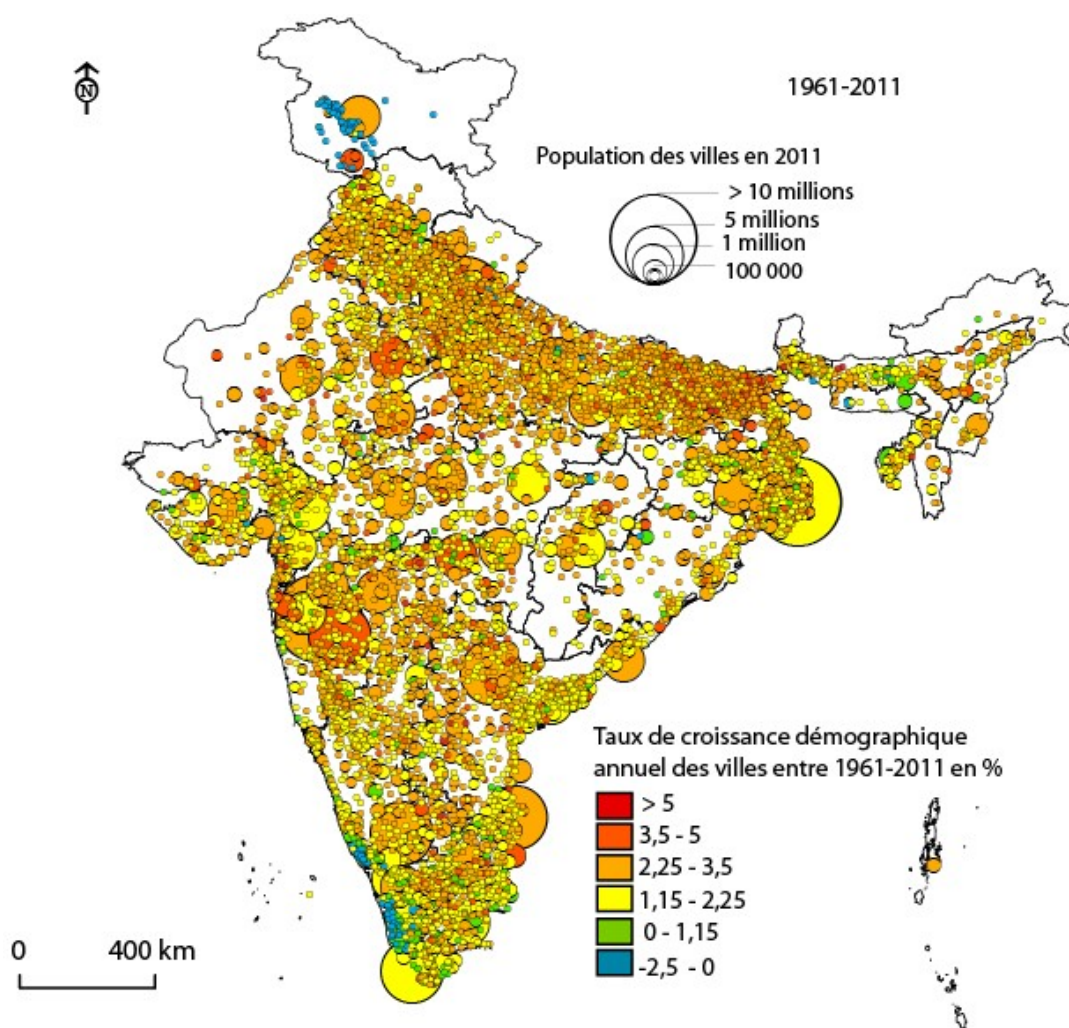 N
1961-2011
Population des villes en 2011
> 10 millions
5 millions
1 million
100 000
Taux de croissance démographique
annuel des villes entre 1961-2011 en %
> 5
3,5 - 5
2,25 - 3,5
1,15 - 2,25
0 - 1,15
-2,5 - 0
0 400 km